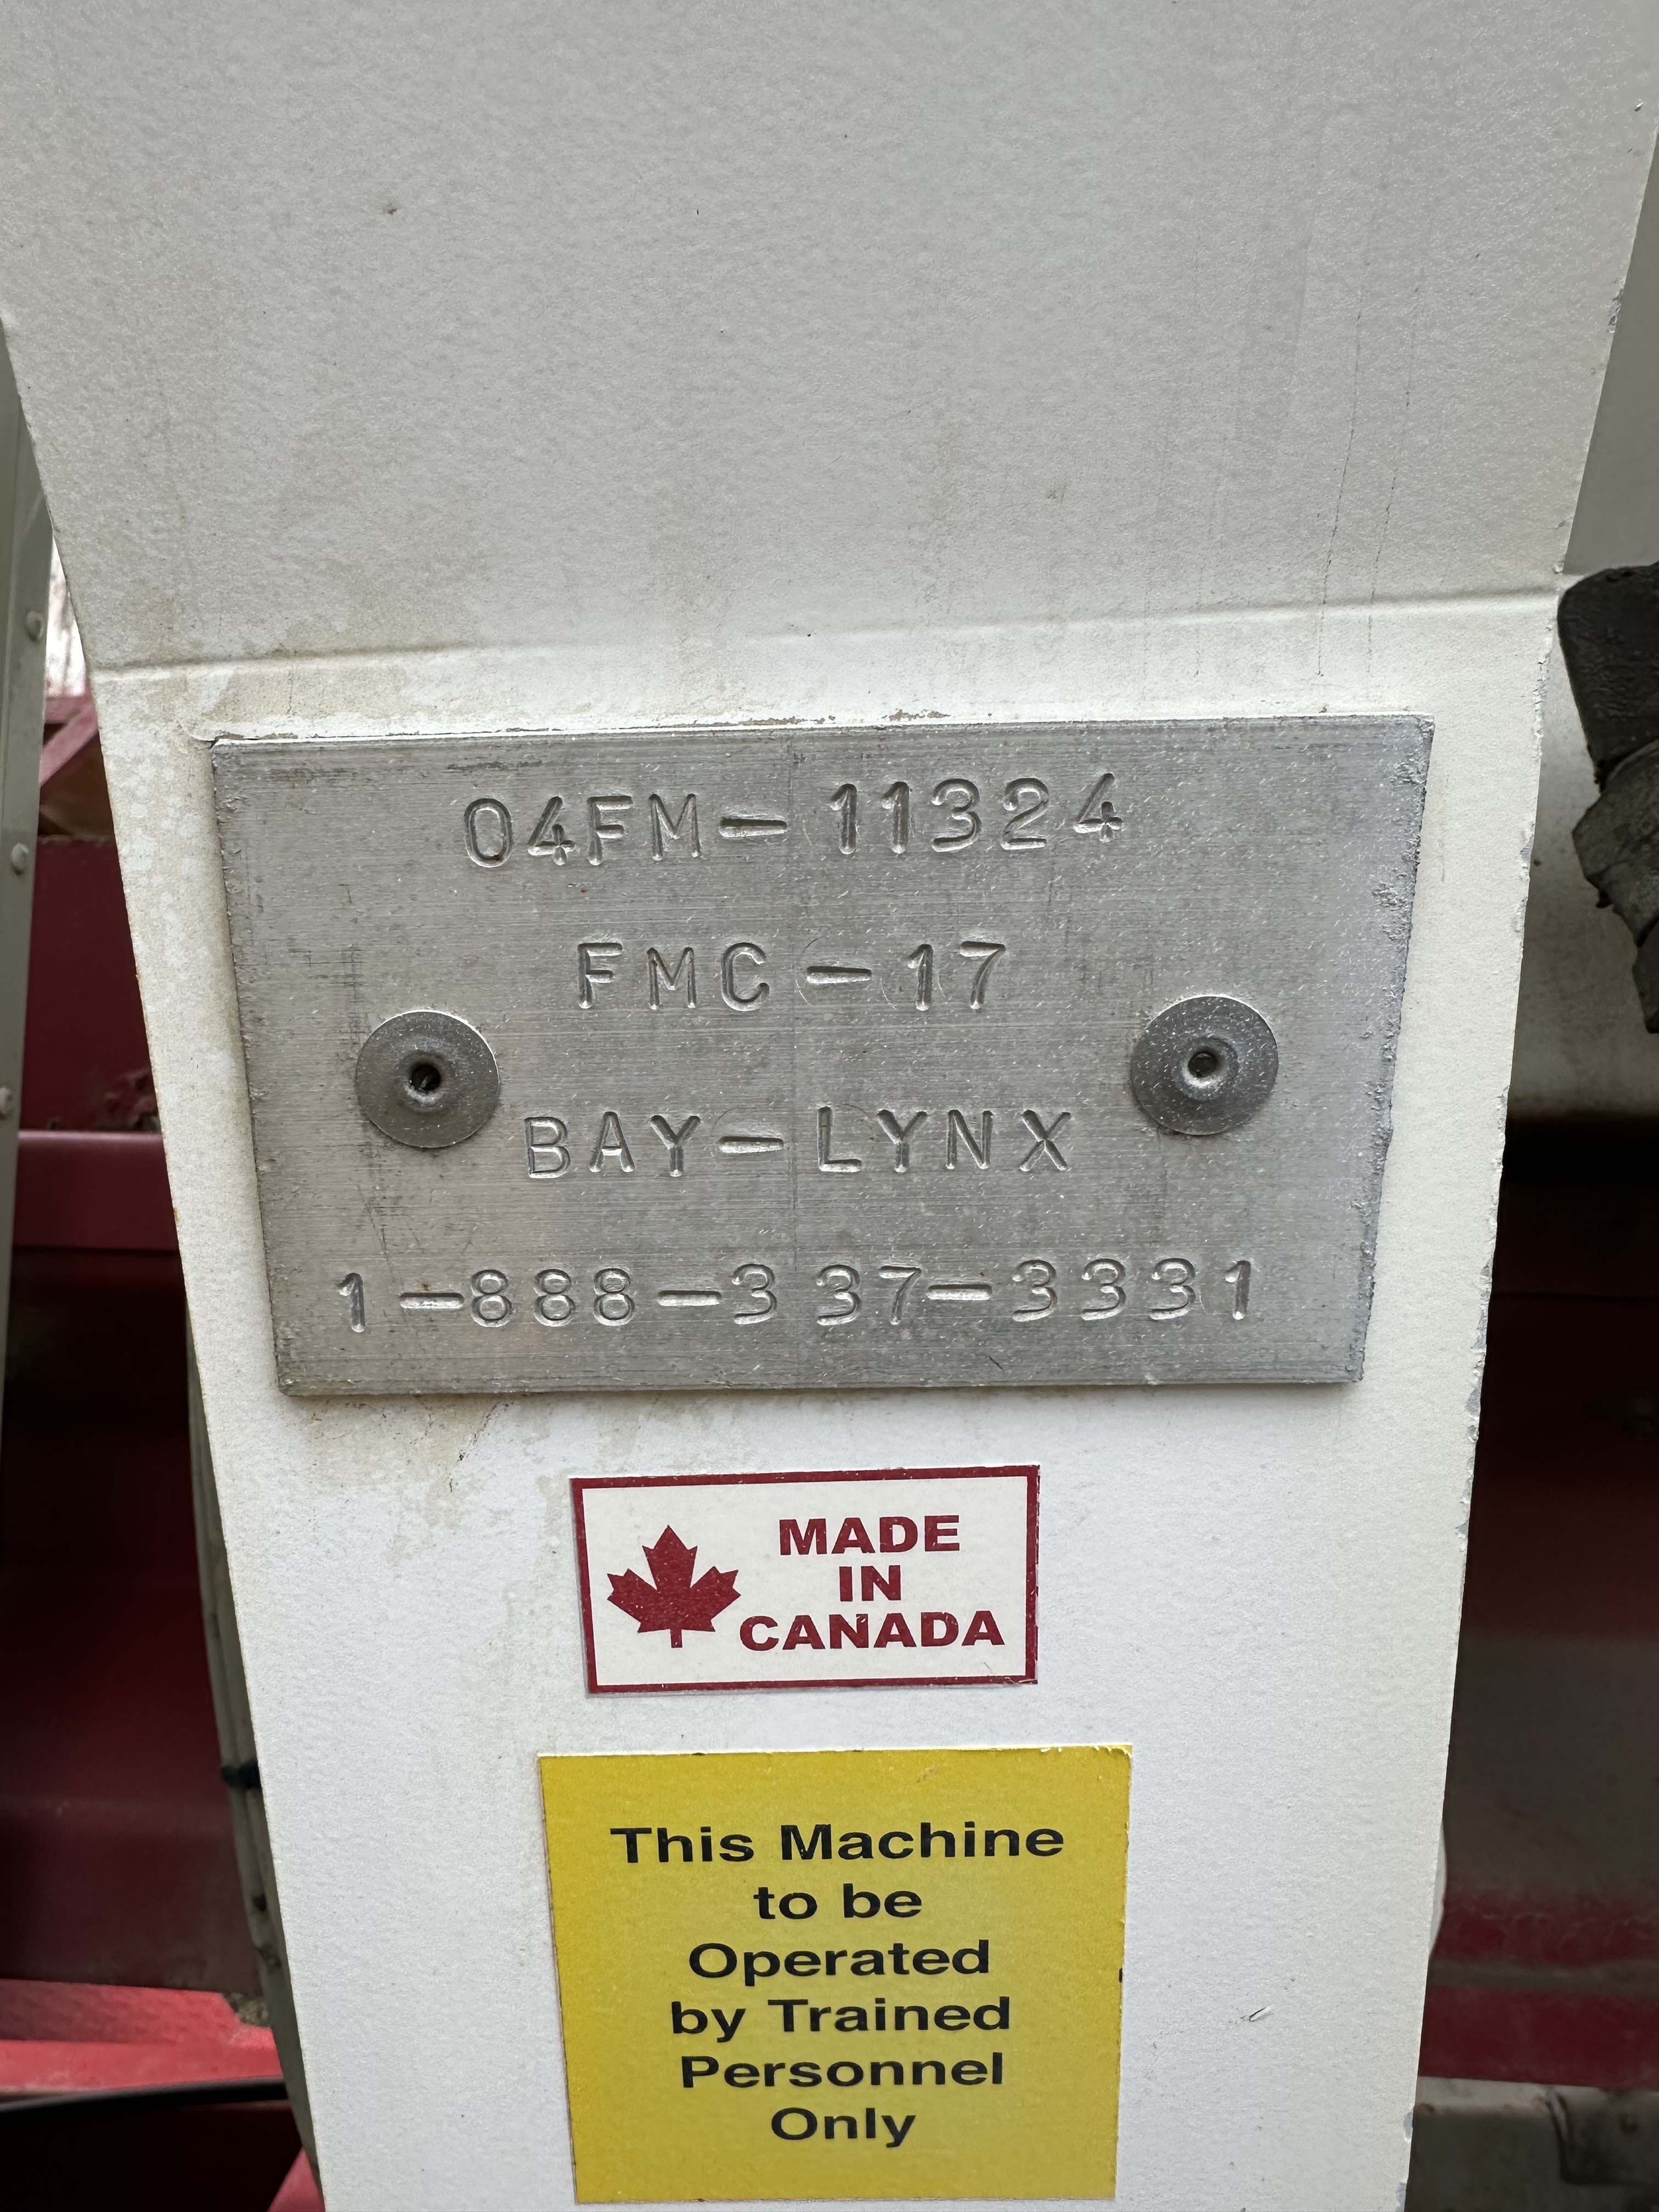 04FM-11324
FMC-17
BAY-LYNX
1-888-337-3331
MADE
IN
CANADA
This Machine
to be
Operated
by Trained
Personnel
Only